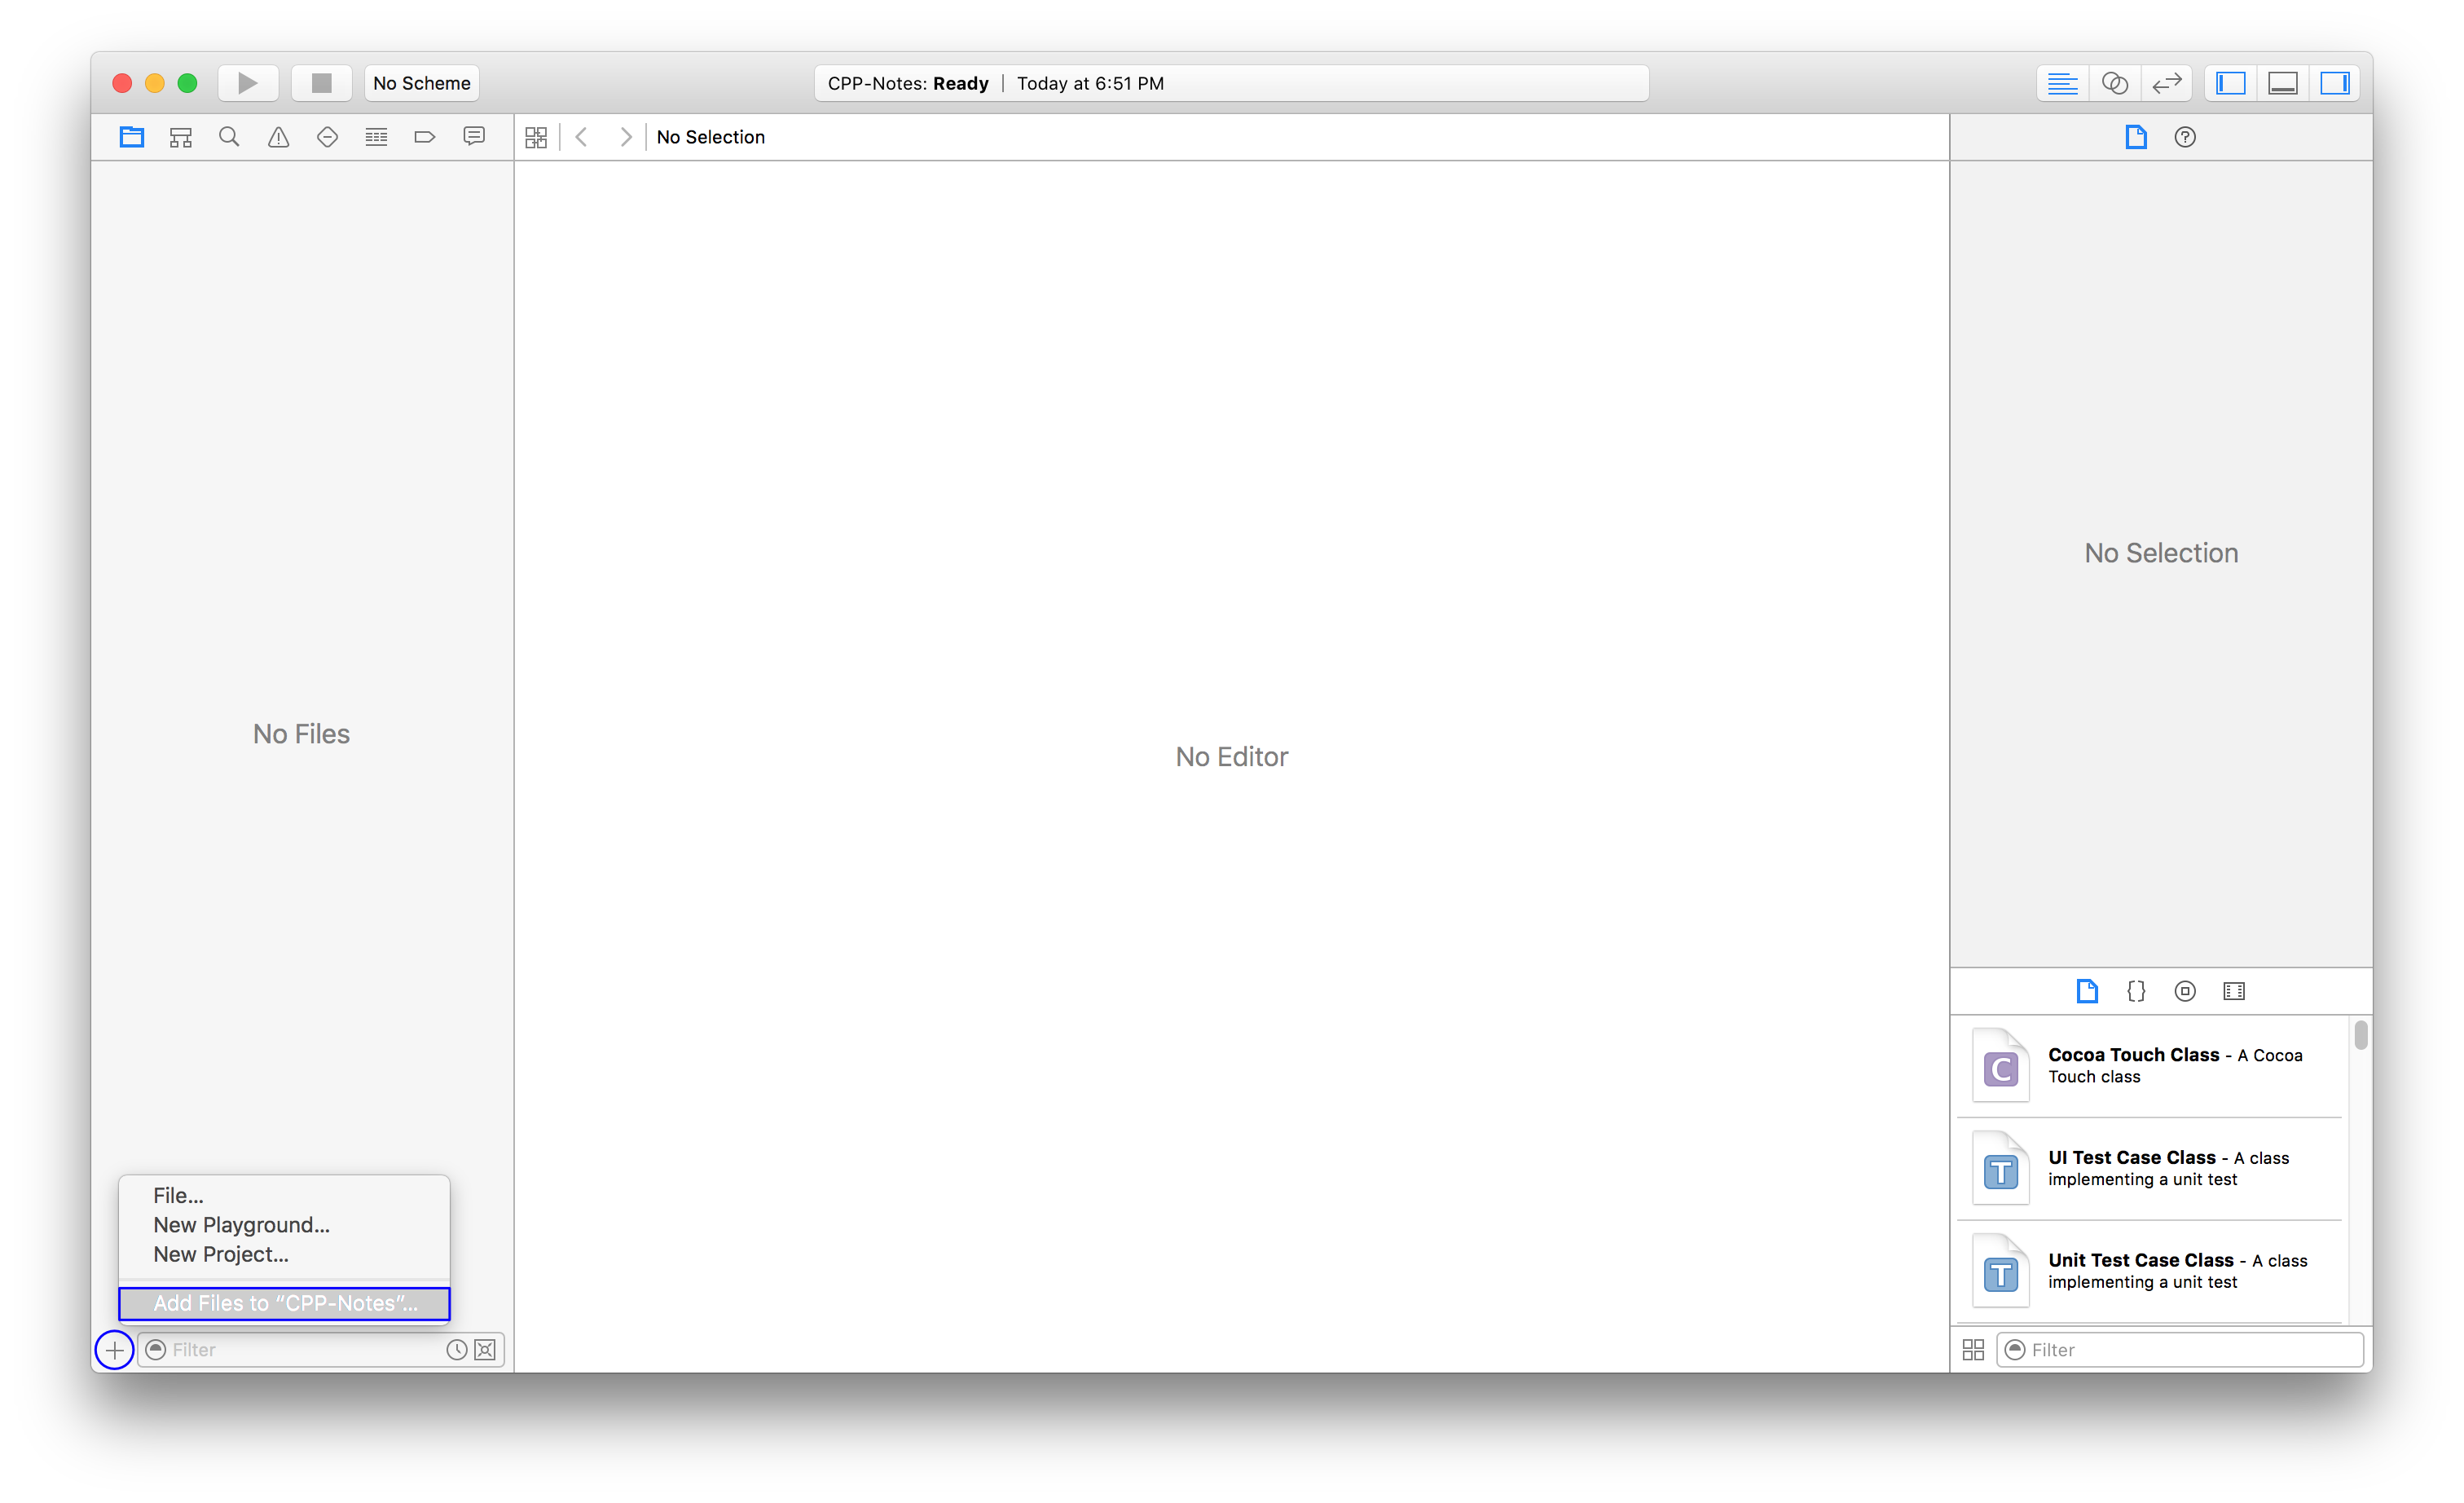 No Scheme
CPP-Notes: Ready | Today at 6:51 PM
No Selection
No Selection
No Files
No Editor
Cocoa Touch Class - A Cocoa
Touch class
UI Test Case Class - A class
implementing a unit test
Unit Test Case Class - A class
implementing a unit test
File...
New Playground...
New Project...
Add Files to “CPP-Notes”...
Filter
Filter